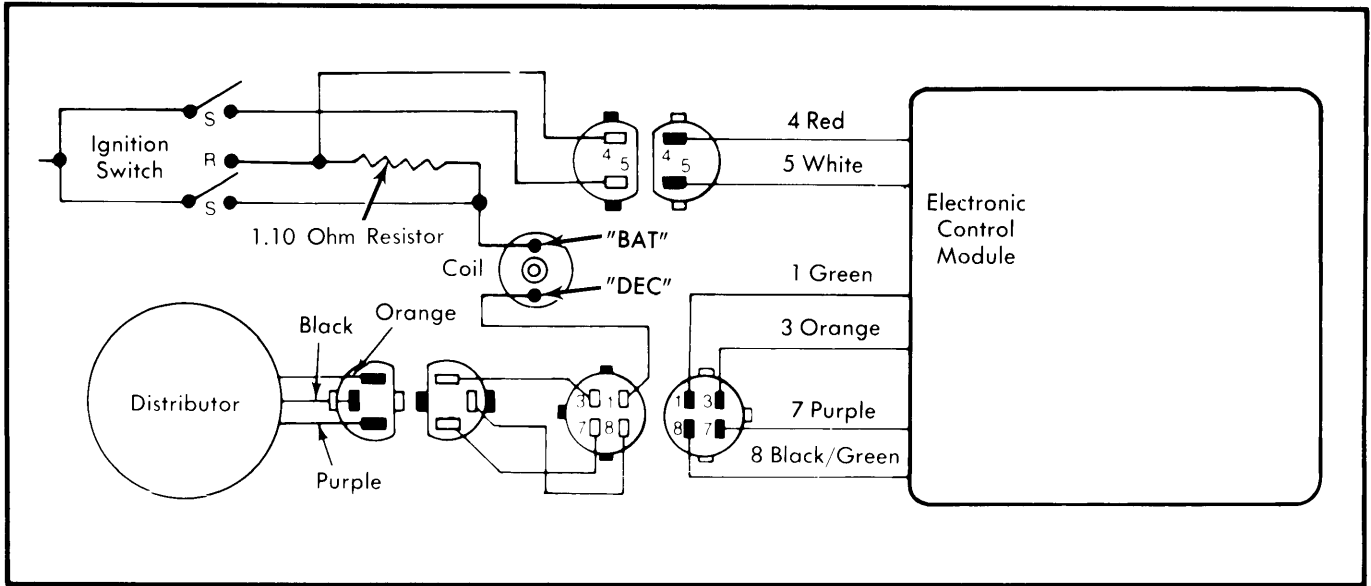 S
Ignition
Switch
R
S
1.10 Ohm Resistor
4
5
4
5
4 Red
5 White
Electronic
Control
Module
"BAT"
Coil
"DEC"
1 Green
3 Orange
7 Purple
8 Black/Green
Black
Orange
Distributor
Purple
3 1
7 8
1 3
8 7